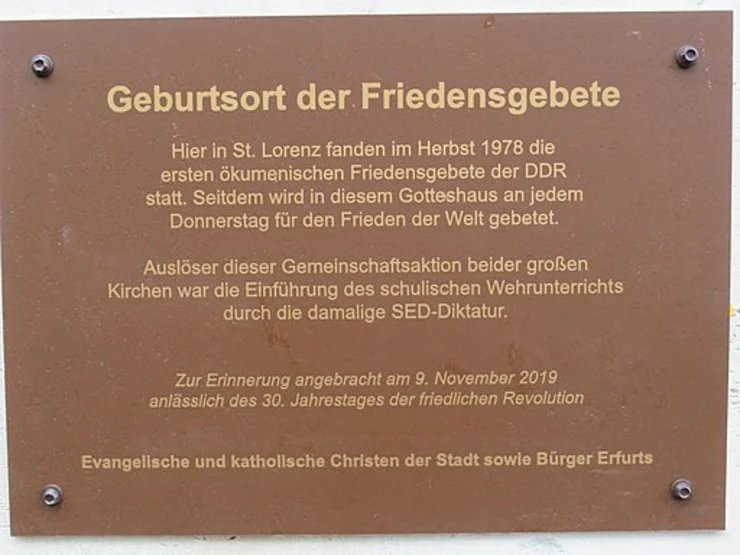 Geburtsort der Friedensgebete
Hier in St. Lorenz fanden im Herbst 1978 die
ersten ökumenischen Friedensgebete der DDR
statt. Seitdem wird in diesem Gotteshaus an jedem
Donnerstag für den Frieden der Welt gebetet.
Auslöser dieser Gemeinschaftsaktion beider großen
Kirchen war die Einführung des schulischen Wehrunterrichts
durch die damalige SED-Diktatur.
Zur Erinnerung angebracht am 9. November 2019
anlässlich des 30. Jahrestages der friedlichen Revolution
Evangelische und katholische Christen der Stadt sowie Bürger Erfurts